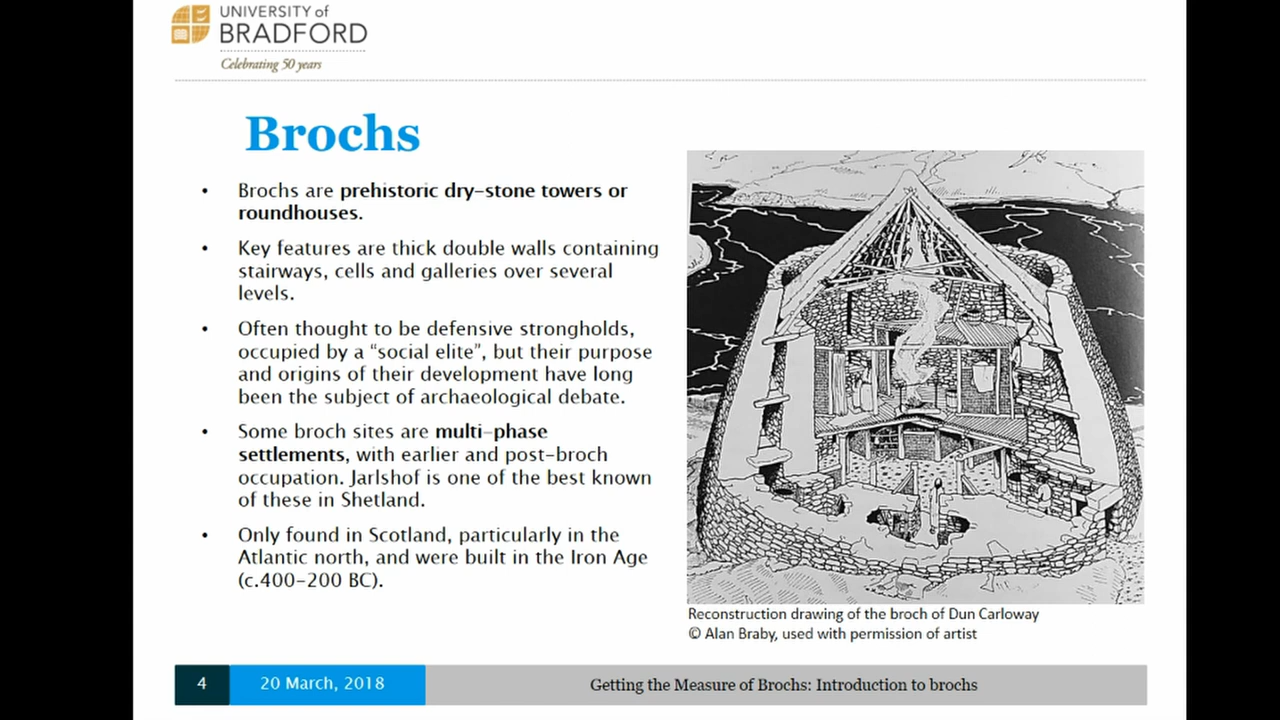 UNIVERSITY of
BRADFORD
Celebrating 50 years
Brochs
• Brochs are prehistoric dry-stone towers or
roundhouses.
• Key features are thick double walls containing
stairways, cells and galleries over several
levels.
• Often thought to be defensive strongholds,
occupied by a “social elite”, but their purpose
and origins of their development have long
been the subject of archaeological debate.
• Some broch sites are multi-phase
settlements, with earlier and post-broch
occupation. Jarlshof is one of the best known
of these in Shetland.
• Only found in Scotland, particularly in the
Atlantic north, and were built in the Iron Age
(c.400-200 BC).
Reconstruction drawing of the broch of Dun Carloway
© Alan Braby, used with permission of artist
4 20 March, 2018 Getting the Measure of Brochs: Introduction to brochs